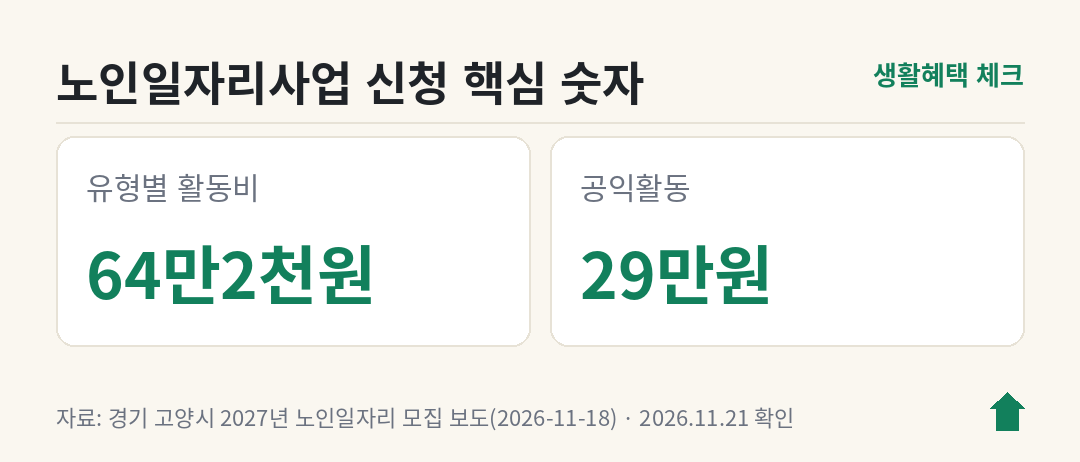 노인일자리사업 신청 핵심 숫자
생활혜택 체크
유형별 활동비
64만2천원
공익활동
29만원
자료: 경기 고양시 2027년 노인일자리 모집 보도(2026-11-18) · 2026.11.21 확인